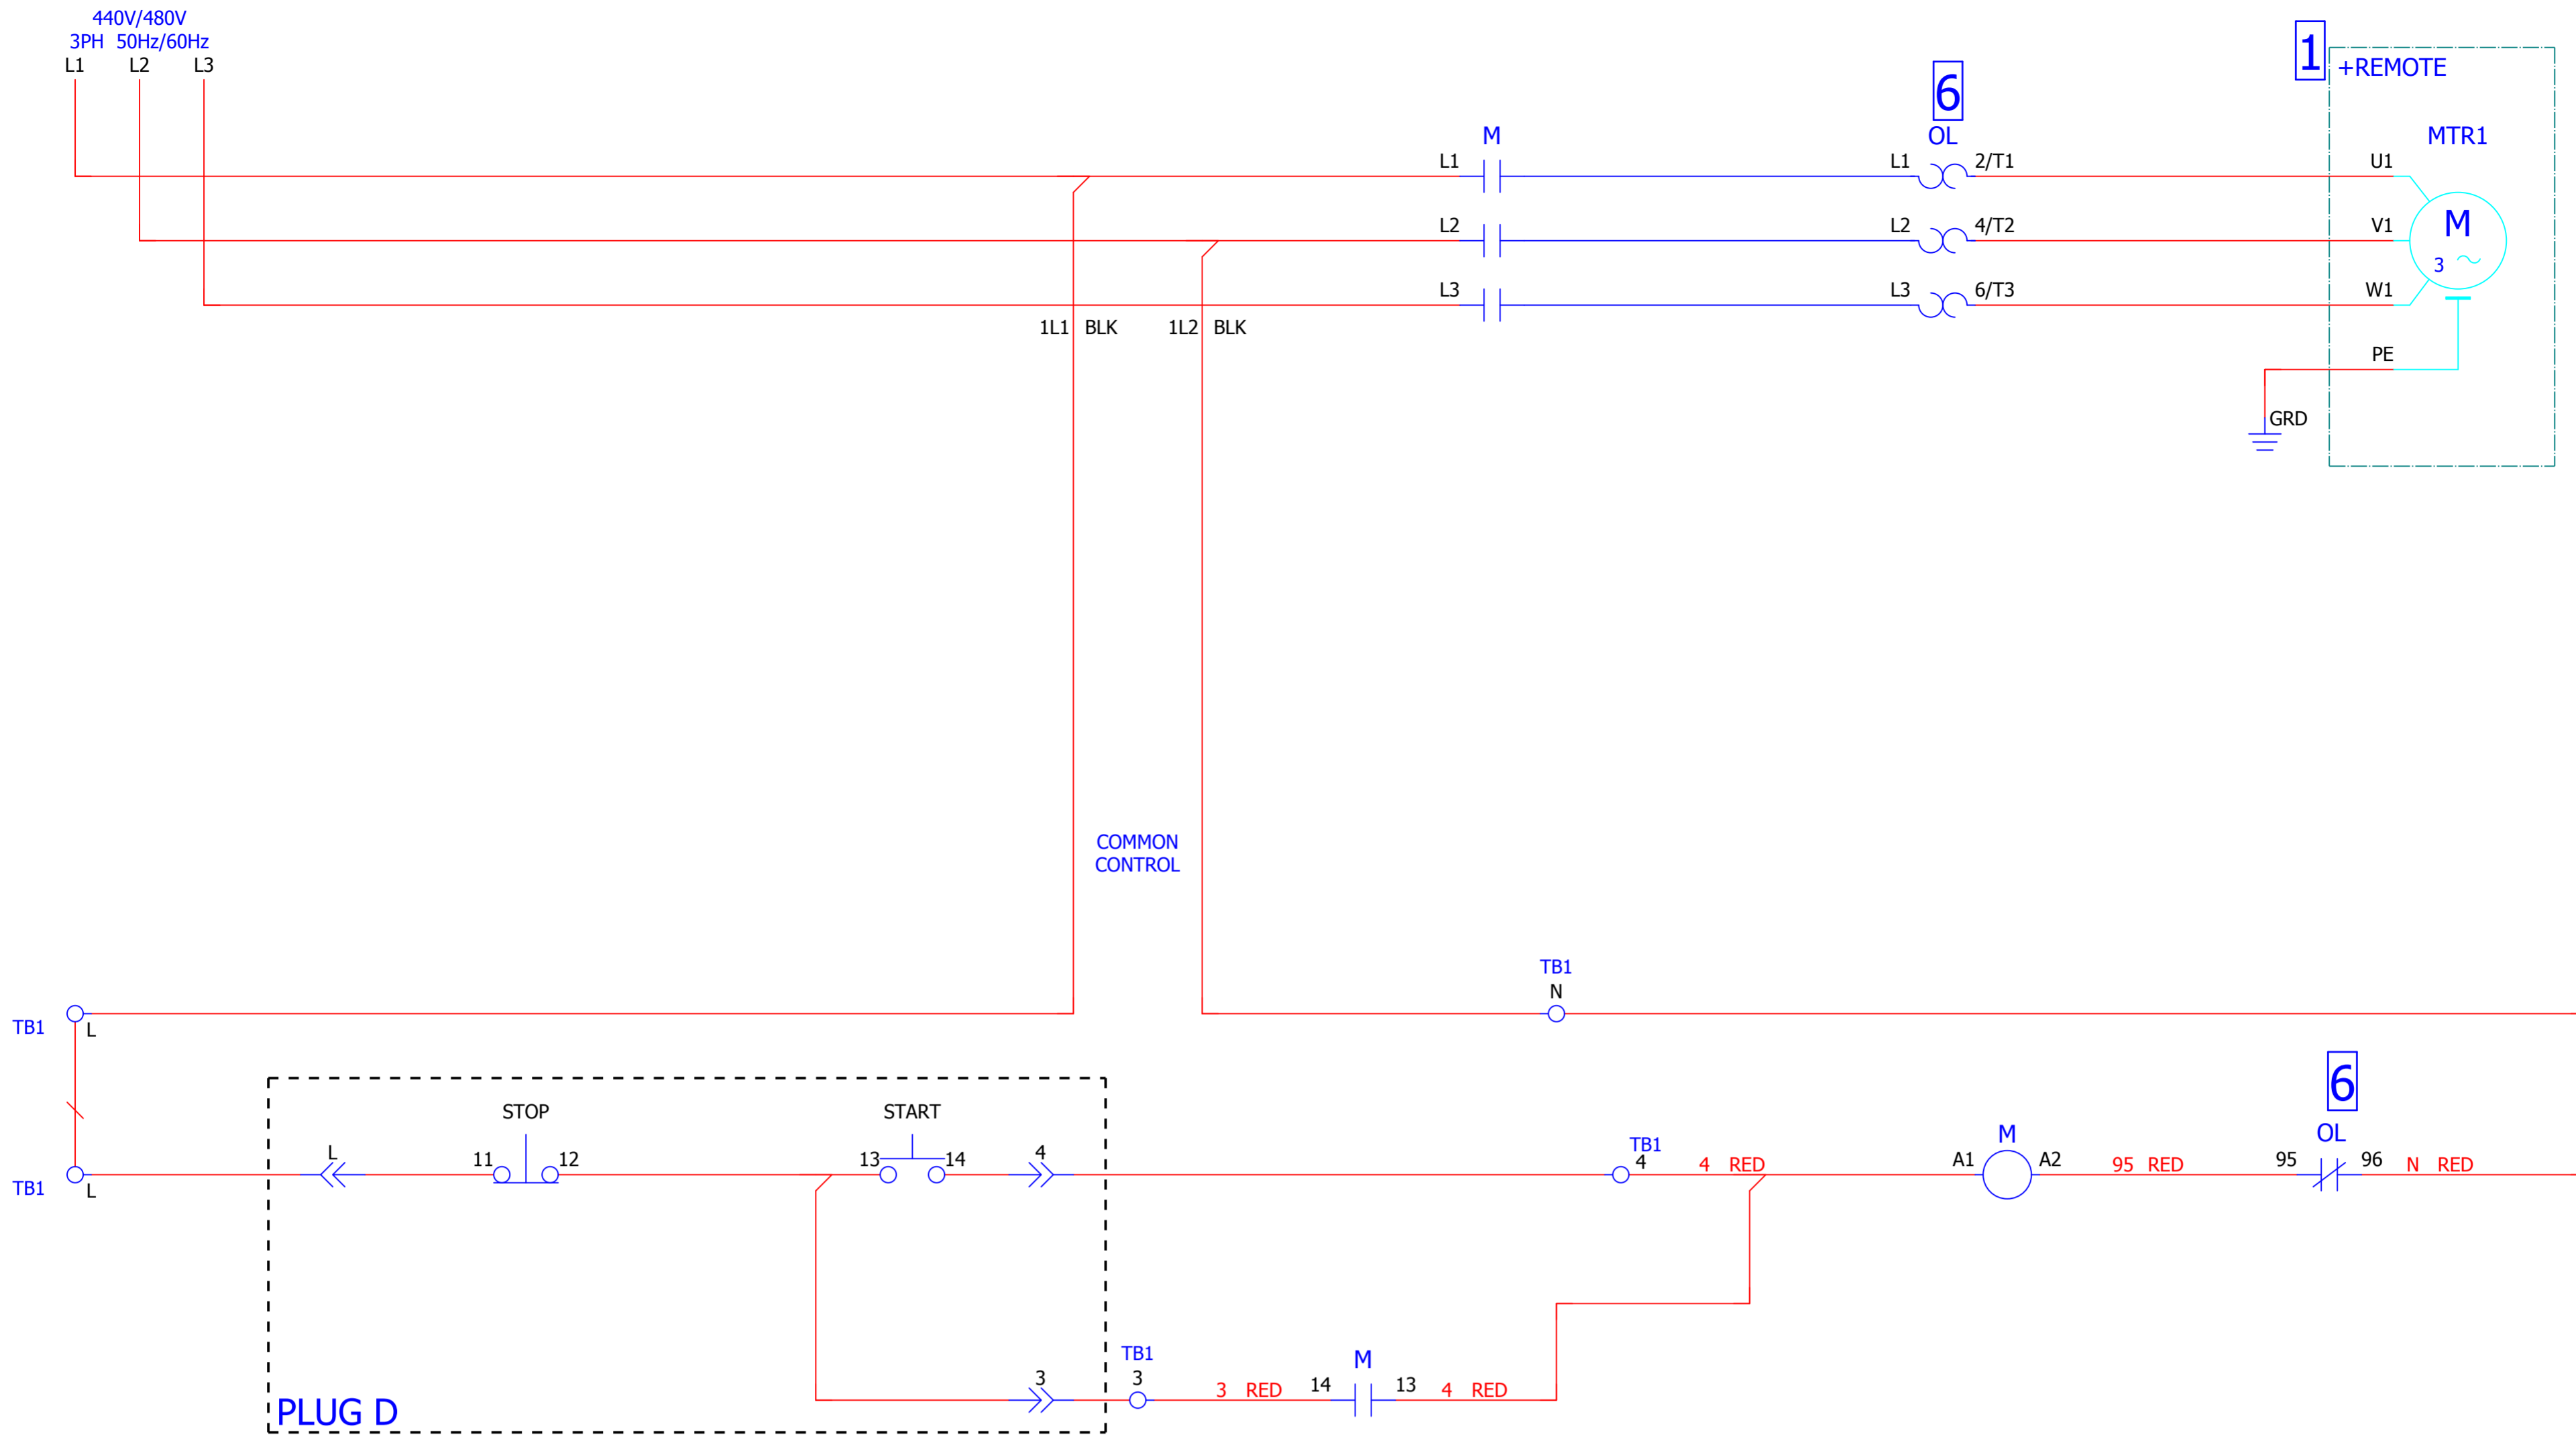 440V/480V
3PH 50Hz/60Hz
L1 L2 L3
1
+REMOTE
6
M OL MTR1
L1 L1 2/T1 U1
M
L2 L2 4/T2 V1
3
L3 L3 6/T3 W1
1L1 BLK 1L2 BLK
PE
GRD
COMMON
CONTROL
TB1
N
TB1 L
6
STOP START
TB1 M OL
L 11 12 13 14 4 4 4 RED A1 A2 95 RED 95 96 N RED
TB1 L
TB1 M
3 3 3 RED 14 13 4 RED
PLUG D